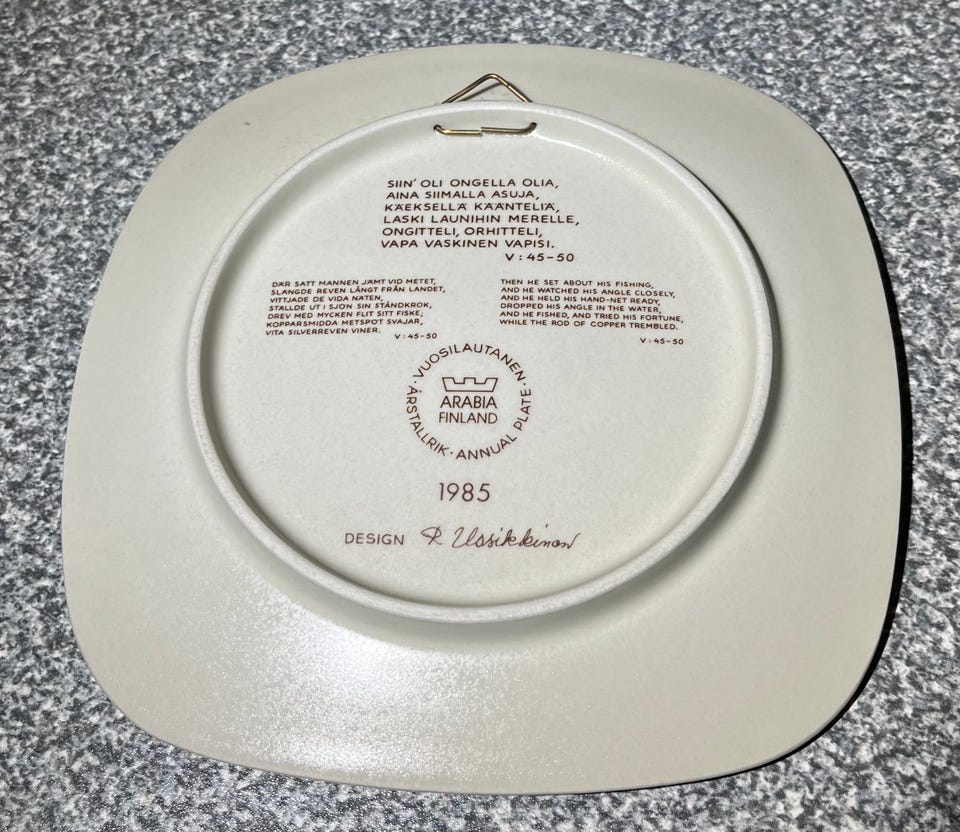 SIIN' OLI ONGELLA OLIA,
AINA SIIMALLA ASUJA,
KÄEKSELLÄ KÄÄNTELIÄ,
LASKI LAUNIHIN MERELLE,
ONGITTELI, ORHITTELI,
VAPA VASKINEN VAPISI.
V : 45-50
DÄR SATT MANNEN JÄMT VID METET,
SLÄNGDE REVEN LÅNGT FRÅN LANDET,
VITTJADE DE VIDA NÄTEN,
STÄLLDE UT I SJÖN SIN STÅNDKROK,
DREV MED MYCKEN FLIT SITT FISKE;
KOPPARSMIDDA METSPÖT SVAJAR,
VITA SILVERREVEN VINER.
V : 45-50
THEN HE SET ABOUT HIS FISHING,
AND HE WATCHED HIS ANGLE CLOSELY,
AND HE HELD HIS HAND-NET READY,
DROPPED HIS ANGLE IN THE WATER,
AND HE FISHED, AND TRIED HIS FORTUNE,
WHILE THE ROD OF COPPER TREMBLED.
V : 45-50
· VUOSILAUTANEN ·
ARABIA
FINLAND
ÅRSTALLRIK · ANNUAL PLATE
1985
DESIGN R Uosikkinen